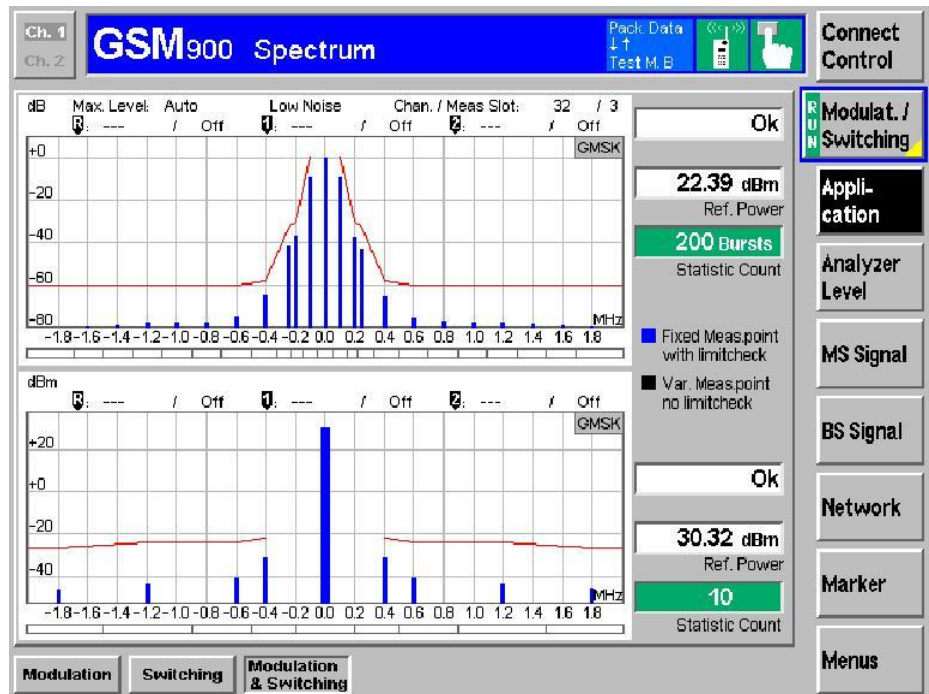 Ch. 1
Ch. 2
GSM900 Spectrum
Pack. Data
↓↑
Test M. B
Connect
Control
dB Max. Level: Auto Low Noise Chan. / Meas Slot: 32 / 3
R: --- / Off 1: --- / Off 2: --- / Off
GMSK
+0
-20
-40
-60
-80
MHz
-1.8 -1.6 -1.4 -1.2 -1.0 -0.8 -0.6 -0.4 -0.2 0.0 0.2 0.4 0.6 0.8 1.0 1.2 1.4 1.6 1.8
Ok
22.39 dBm
Ref. Power
200 Bursts
Statistic Count
Fixed Meas.point
with limitcheck
Var. Meas.point
no limitcheck
dBm
R: --- / Off 1: --- / Off 2: --- / Off
GMSK
+20
+0
-20
-40
MHz
-1.8 -1.6 -1.4 -1.2 -1.0 -0.8 -0.6 -0.4 -0.2 0.0 0.2 0.4 0.6 0.8 1.0 1.2 1.4 1.6 1.8
Ok
30.32 dBm
Ref. Power
10
Statistic Count
RUN
Modulat. /
Switching
Appli-
cation
Analyzer
Level
MS Signal
BS Signal
Network
Marker
Menus
Modulation
Switching
Modulation
& Switching